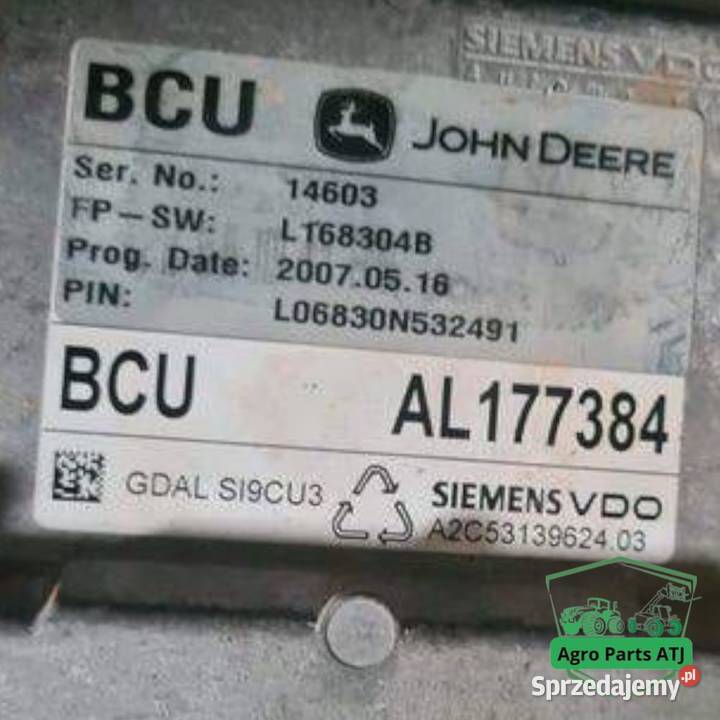 SIEMENS VDO
BCU JOHN DEERE
Ser. No.: 14603
FP-SW: L168304B
Prog. Date: 2007.05.16
PIN: L06830N532491
BCU AL177384
GDAL SI9CU3 SIEMENS VDO
A2C53139624.03
Agro Parts ATJ
Sprzedajemy.pl